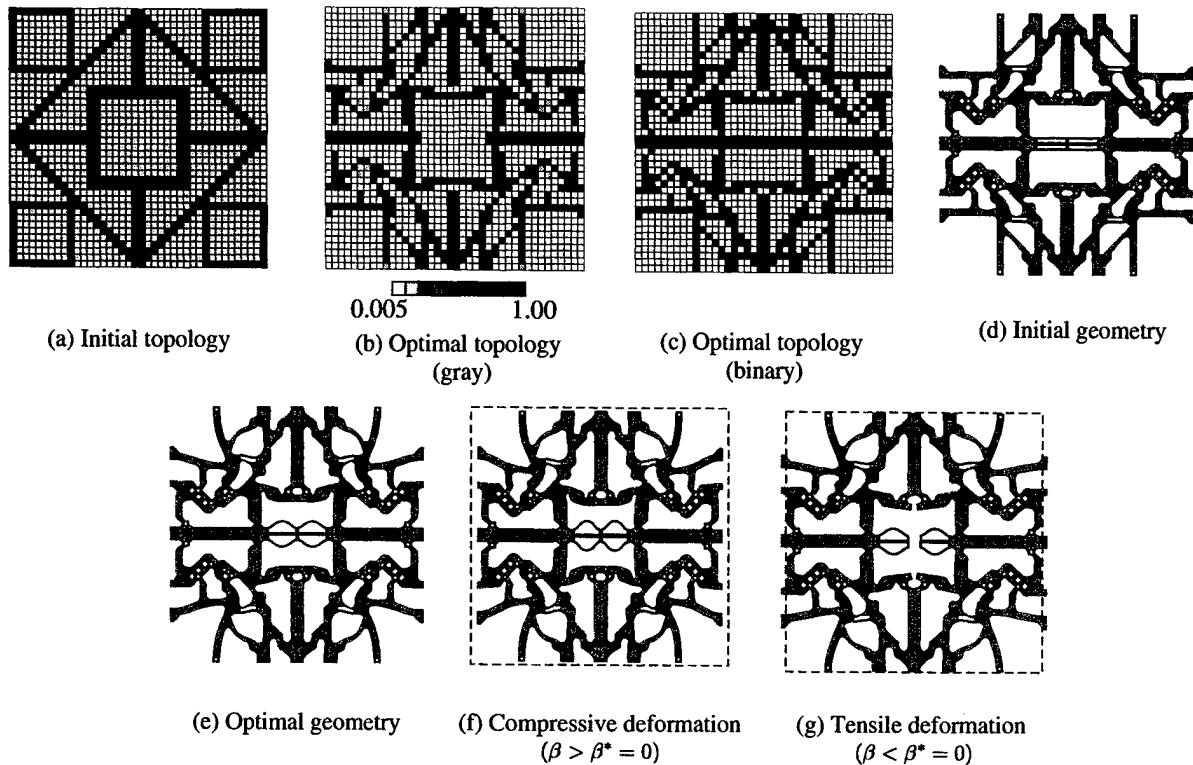 0.005 1.00
(a) Initial topology
(b) Optimal topology
(gray)
(c) Optimal topology
(binary)
(d) Initial geometry
(e) Optimal geometry
(f) Compressive deformation
(β > β* = 0)
(g) Tensile deformation
(β < β* = 0)